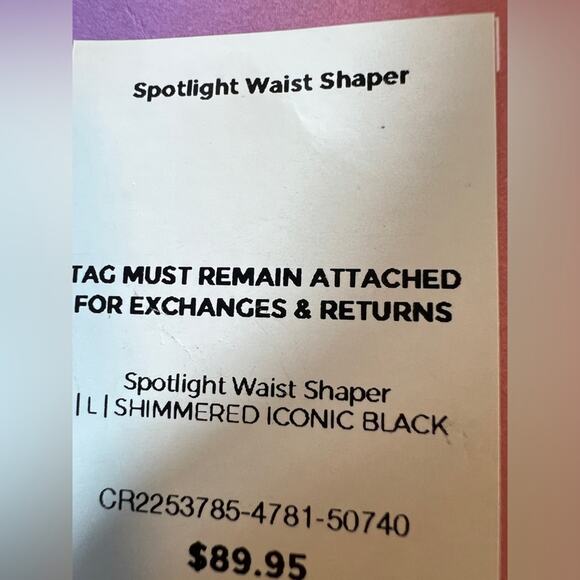 Spotlight Waist Shaper
TAG MUST REMAIN ATTACHED
FOR EXCHANGES & RETURNS
Spotlight Waist Shaper
| L | SHIMMERED ICONIC BLACK
CR2253785-4781-50740
$89.95